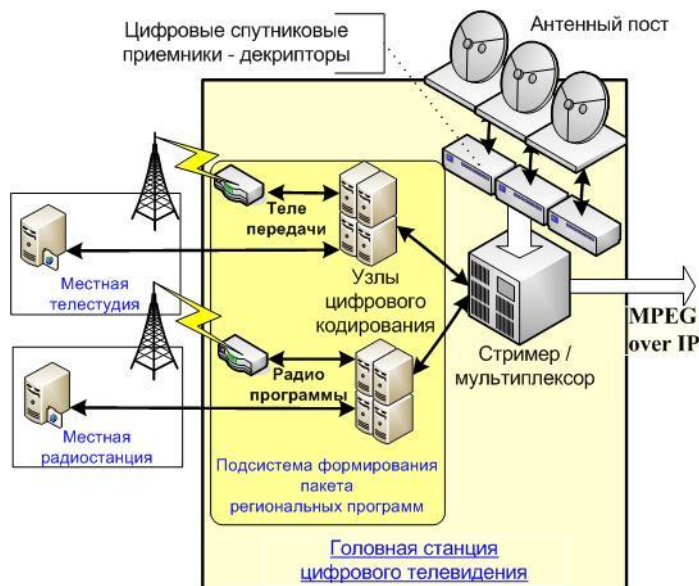 Цифровые спутниковые
приемники - декрипторы
Антенный пост
Теле
передачи
Местная
телестудия
Узлы
цифрового
кодирования
MPEG
over IP
Стример /
мультиплексор
Радио
программы
Местная
радиостанция
Подсистема формирования
пакета
региональных программ
Головная станция
цифрового телевидения